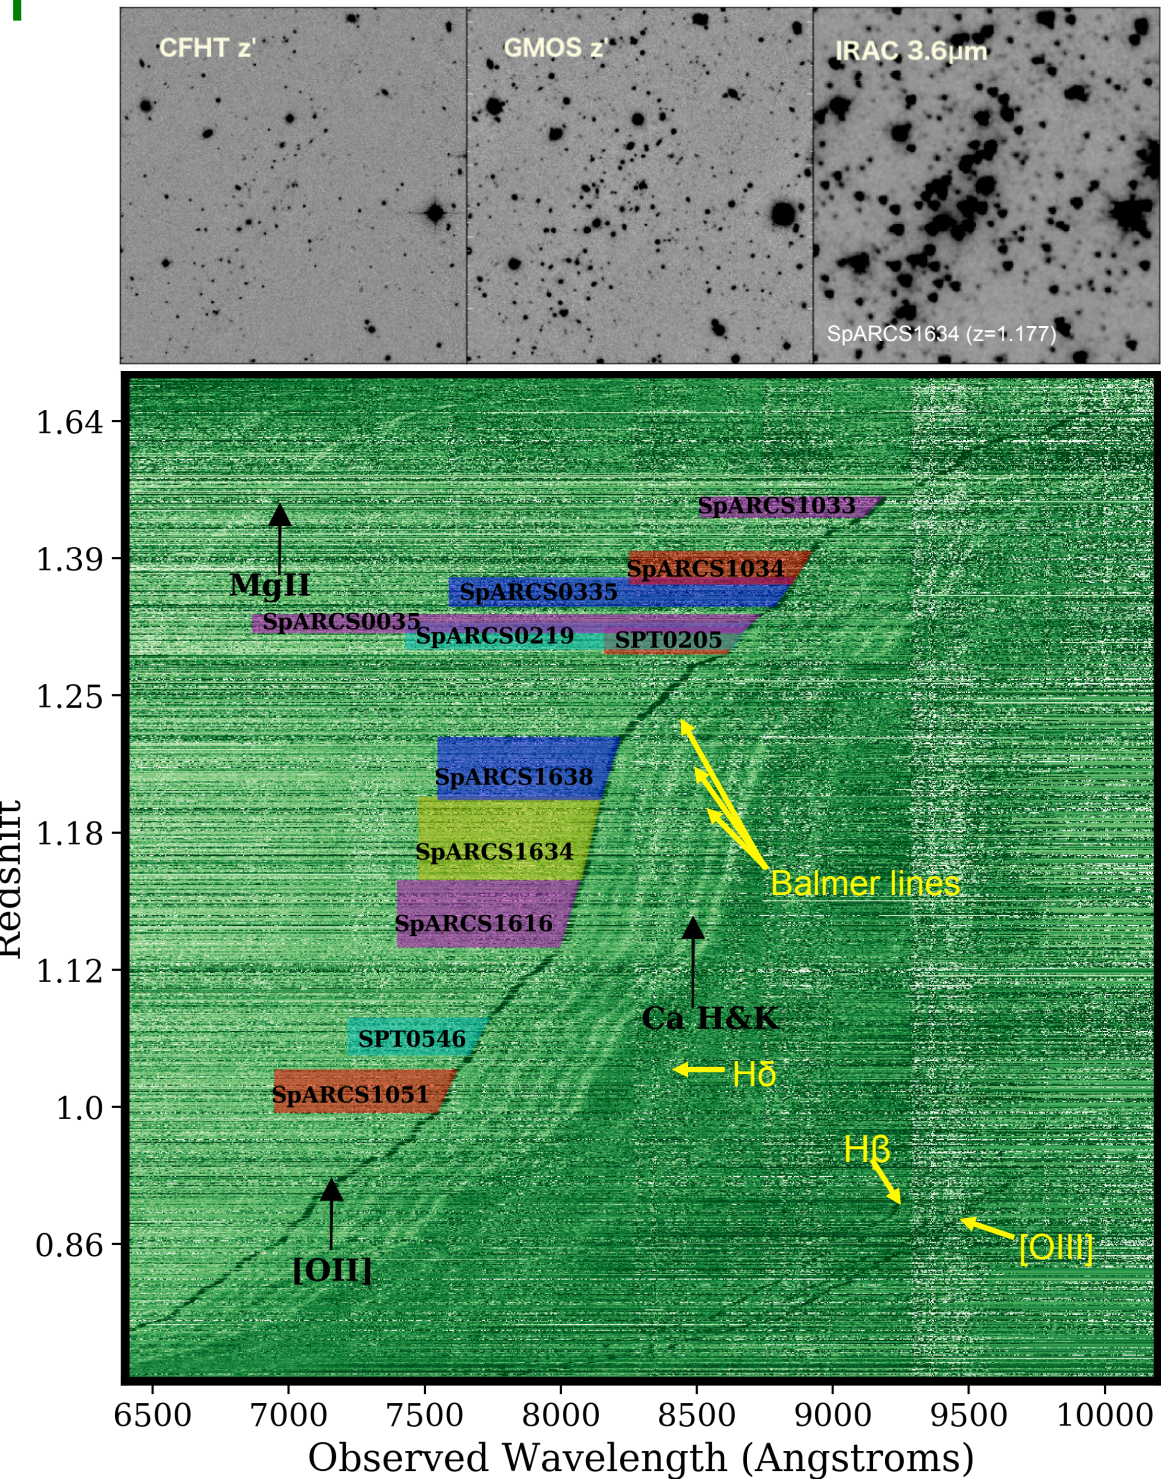 CFHT z'
GMOS z'
IRAC 3.6µm
SpARCS1634 (z=1.177)
Redshift
1.64
1.39
1.25
1.18
1.12
1.0
0.86
SpARCS1033
SpARCS1034
SpARCS0335
MgII
SpARCS0035
SpARCS0219
SPT0205
SpARCS1638
SpARCS1634
Balmer lines
SpARCS1616
Ca H&K
SPT0546
Hδ
SpARCS1051
Hβ
[OIII]
[OII]
6500 7000 7500 8000 8500 9000 9500 10000
Observed Wavelength (Angstroms)